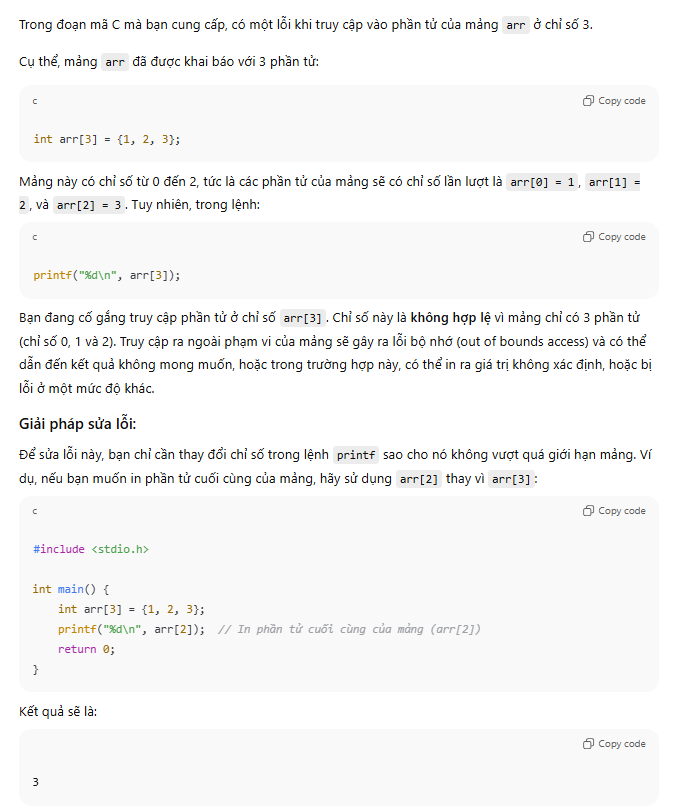 Trong đoạn mã C mà bạn cung cấp, có một lỗi khi truy cập vào phần tử của mảng arr ở chỉ số 3.
Cụ thể, mảng arr đã được khai báo với 3 phần tử:
c Copy code
int arr[3] = {1, 2, 3};
Mảng này có chỉ số từ 0 đến 2, tức là các phần tử của mảng sẽ có chỉ số lần lượt là arr[0] = 1, arr[1] =
2, và arr[2] = 3. Tuy nhiên, trong lệnh:
c Copy code
printf("%d\n", arr[3]);
Bạn đang cố gắng truy cập phần tử ở chỉ số arr[3]. Chỉ số này là không hợp lệ vì mảng chỉ có 3 phần tử
(chỉ số 0, 1 và 2). Truy cập ra ngoài phạm vi của mảng sẽ gây ra lỗi bộ nhớ (out of bounds access) và có thể
dẫn đến kết quả không mong muốn, hoặc trong trường hợp này, có thể in ra giá trị không xác định, hoặc bị
lỗi ở một mức độ khác.
Giải pháp sửa lỗi:
Để sửa lỗi này, bạn chỉ cần thay đổi chỉ số trong lệnh printf sao cho nó không vượt quá giới hạn mảng. Ví
dụ, nếu bạn muốn in phần tử cuối cùng của mảng, hãy sử dụng arr[2] thay vì arr[3]:
c Copy code
#include <stdio.h>
int main() {
    int arr[3] = {1, 2, 3};
    printf("%d\n", arr[2]);  // In phần tử cuối cùng của mảng (arr[2])
    return 0;
}
Kết quả sẽ là:
Copy code
3